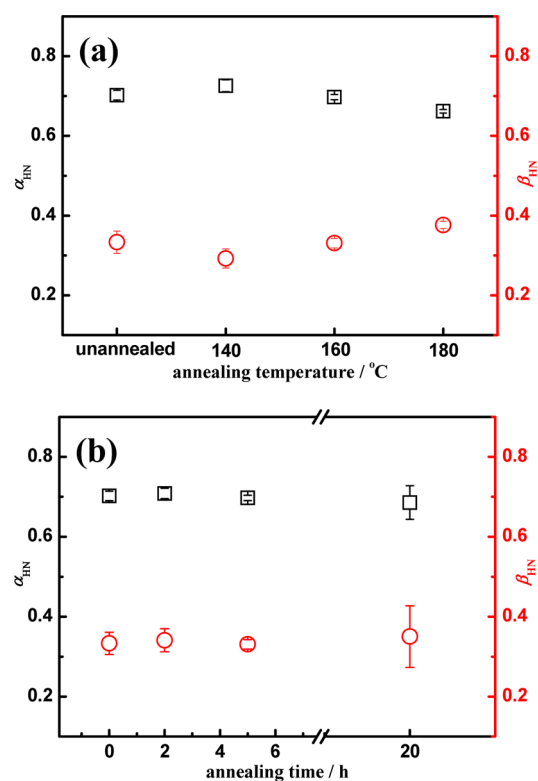 (a)
0.8
0.6
0.4
0.2
α_HN
0.8
0.6
0.4
0.2
β_HN
unannealed 140 160 180
annealing temperature / °C
(b)
0.8
0.6
0.4
0.2
α_HN
0.8
0.6
0.4
0.2
β_HN
0 2 4 6 20
annealing time / h